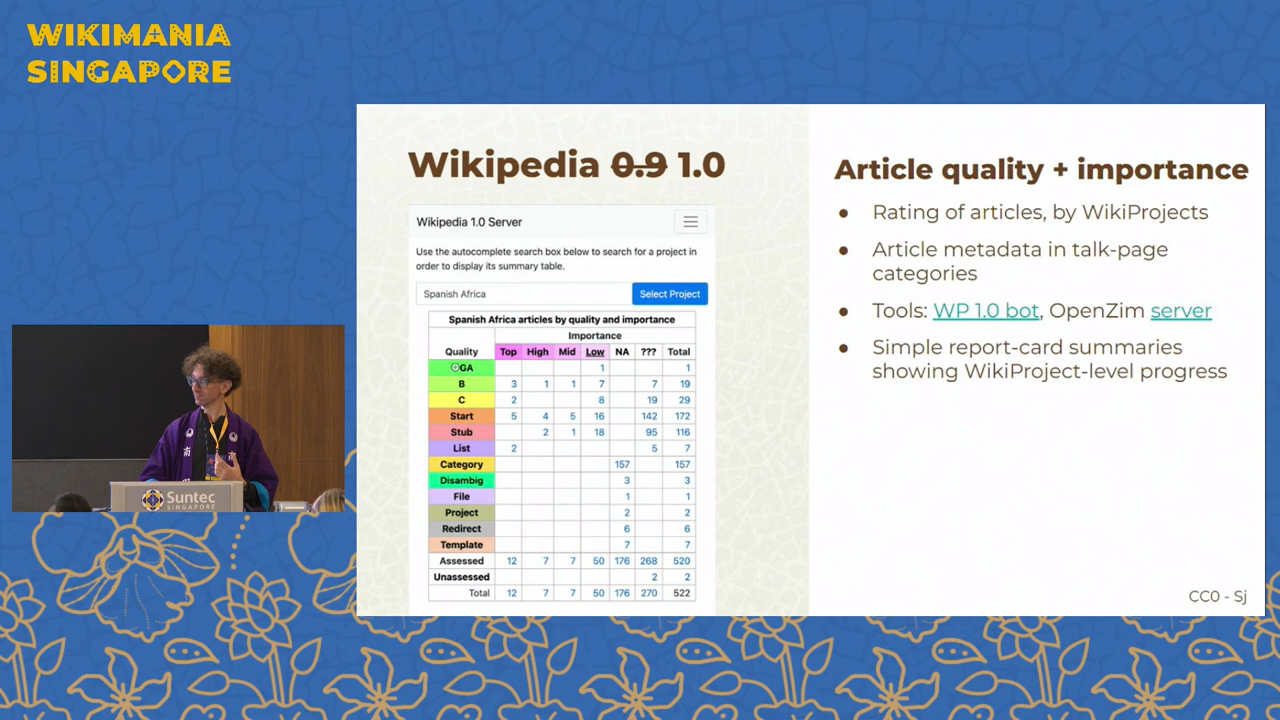 WIKIMANIA
SINGAPORE
Wikipedia 0.9 1.0
Wikipedia 1.0 Server
Use the autocomplete search box below to search for a project in
order to display its summary table.
Spanish Africa
Select Project
Spanish Africa articles by quality and importance
Importance
Quality Top High Mid Low NA ??? Total
GA 1 1
B 3 1 1 7 7 19
C 2 8 19 29
Start 5 4 5 16 142 172
Stub 2 1 18 95 116
List 2 5 7
Category 157 157
Disambig 3 3
File 1 1
Project 2 2
Redirect 6 6
Template 7 7
Assessed 12 7 7 50 176 268 520
Unassessed 2 2
Total 12 7 7 50 176 270 522
Article quality + importance
● Rating of articles, by WikiProjects
● Article metadata in talk-page
categories
● Tools: WP 1.0 bot, OpenZim server
● Simple report-card summaries
showing WikiProject-level progress
CC0 - Sj
南
Suntec
SINGAPORE